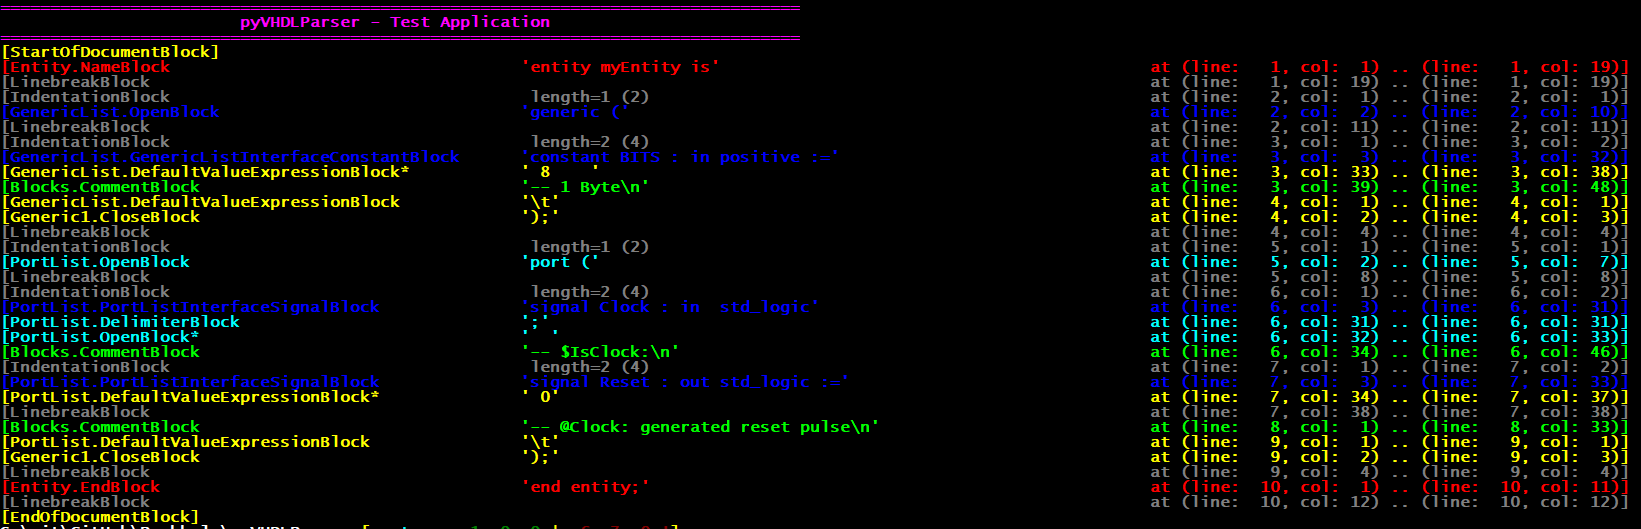 pyVHDLParser - Test Application
[StartOfDocumentBlock]
[Entity.NameBlock 'entity myEntity is' at (line: 1, col: 1) .. (line: 1, col: 19)]
[LinebreakBlock at (line: 1, col: 19) .. (line: 1, col: 19)]
[IndentationBlock length=1 (2) at (line: 2, col: 1) .. (line: 2, col: 1)]
[GenericList.OpenBlock 'generic (' at (line: 2, col: 2) .. (line: 2, col: 10)]
[LinebreakBlock at (line: 2, col: 11) .. (line: 2, col: 11)]
[IndentationBlock length=2 (4) at (line: 3, col: 1) .. (line: 3, col: 2)]
[GenericList.GenericListInterfaceConstantBlock 'constant BITS : in positive :=' at (line: 3, col: 3) .. (line: 3, col: 32)]
[GenericList.DefaultValueExpressionBlock* ' 8    ' at (line: 3, col: 33) .. (line: 3, col: 38)]
[Blocks.CommentBlock '-- 1 Byte\n' at (line: 3, col: 39) .. (line: 3, col: 48)]
[GenericList.DefaultValueExpressionBlock '\t' at (line: 4, col: 1) .. (line: 4, col: 1)]
[Generic1.CloseBlock ');' at (line: 4, col: 2) .. (line: 4, col: 3)]
[LinebreakBlock at (line: 4, col: 4) .. (line: 4, col: 4)]
[IndentationBlock length=1 (2) at (line: 5, col: 1) .. (line: 5, col: 1)]
[PortList.OpenBlock 'port (' at (line: 5, col: 2) .. (line: 5, col: 7)]
[LinebreakBlock at (line: 5, col: 8) .. (line: 5, col: 8)]
[IndentationBlock length=2 (4) at (line: 6, col: 1) .. (line: 6, col: 2)]
[PortList.PortListInterfaceSignalBlock 'signal Clock : in  std_logic' at (line: 6, col: 3) .. (line: 6, col: 31)]
[PortList.DelimiterBlock ';' at (line: 6, col: 31) .. (line: 6, col: 31)]
[PortList.OpenBlock* '  ' at (line: 6, col: 32) .. (line: 6, col: 33)]
[Blocks.CommentBlock '-- $IsClock:\n' at (line: 6, col: 34) .. (line: 6, col: 46)]
[IndentationBlock length=2 (4) at (line: 7, col: 1) .. (line: 7, col: 2)]
[PortList.PortListInterfaceSignalBlock 'signal Reset : out std_logic :=' at (line: 7, col: 3) .. (line: 7, col: 33)]
[PortList.DefaultValueExpressionBlock* ' O' at (line: 7, col: 34) .. (line: 7, col: 37)]
[LinebreakBlock at (line: 7, col: 38) .. (line: 7, col: 38)]
[Blocks.CommentBlock '-- @Clock: generated reset pulse\n' at (line: 8, col: 1) .. (line: 8, col: 33)]
[PortList.DefaultValueExpressionBlock '\t' at (line: 9, col: 1) .. (line: 9, col: 1)]
[Generic1.CloseBlock ');' at (line: 9, col: 2) .. (line: 9, col: 3)]
[LinebreakBlock at (line: 9, col: 4) .. (line: 9, col: 4)]
[Entity.EndBlock 'end entity;' at (line: 10, col: 1) .. (line: 10, col: 11)]
[LinebreakBlock at (line: 10, col: 12) .. (line: 10, col: 12)]
[EndOfDocumentBlock]